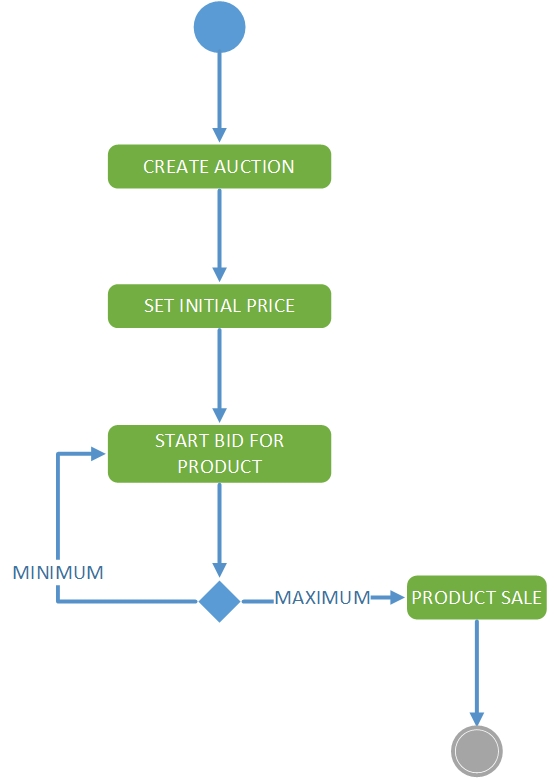 CREATE AUCTION
SET INITIAL PRICE
START BID FOR
PRODUCT
MINIMUM
MAXIMUM
PRODUCT SALE